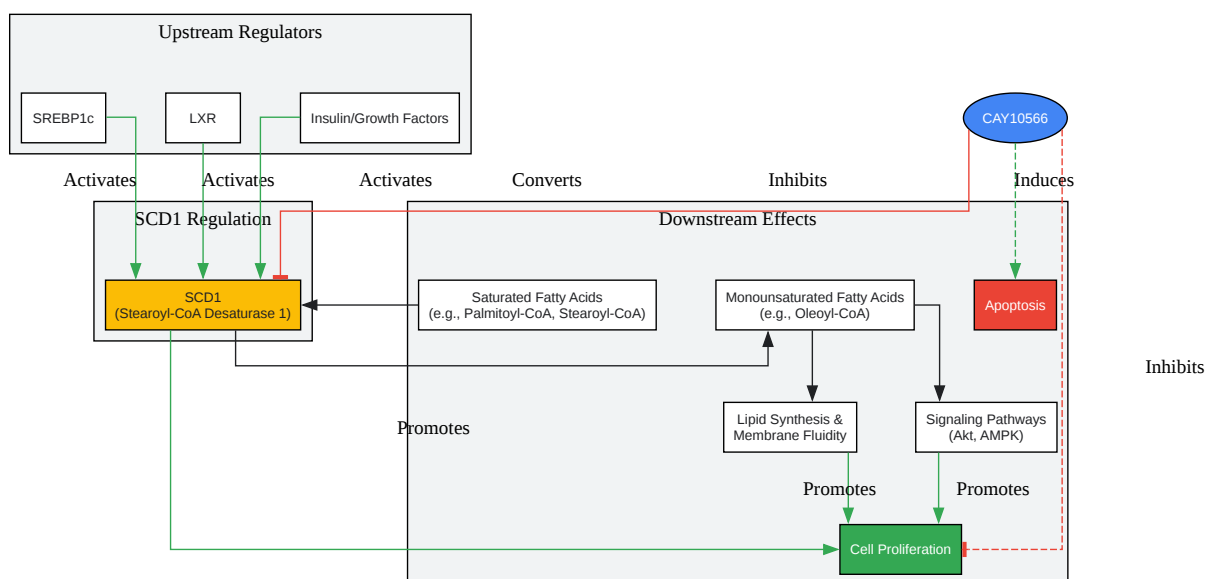 Upstream Regulators
SREBP1c
LXR
Insulin/Growth Factors
CAY10566
Activates
Activates
Activates
Converts
Inhibits
Induces
SCD1 Regulation
Downstream Effects
SCD1
(Stearoyl-CoA Desaturase 1)
Saturated Fatty Acids
(e.g., Palmitoyl-CoA, Stearoyl-CoA)
Monounsaturated Fatty Acids
(e.g., Oleoyl-CoA)
Apoptosis
Inhibits
Promotes
Lipid Synthesis &
Membrane Fluidity
Signaling Pathways
(Akt, AMPK)
Promotes
Promotes
Cell Proliferation